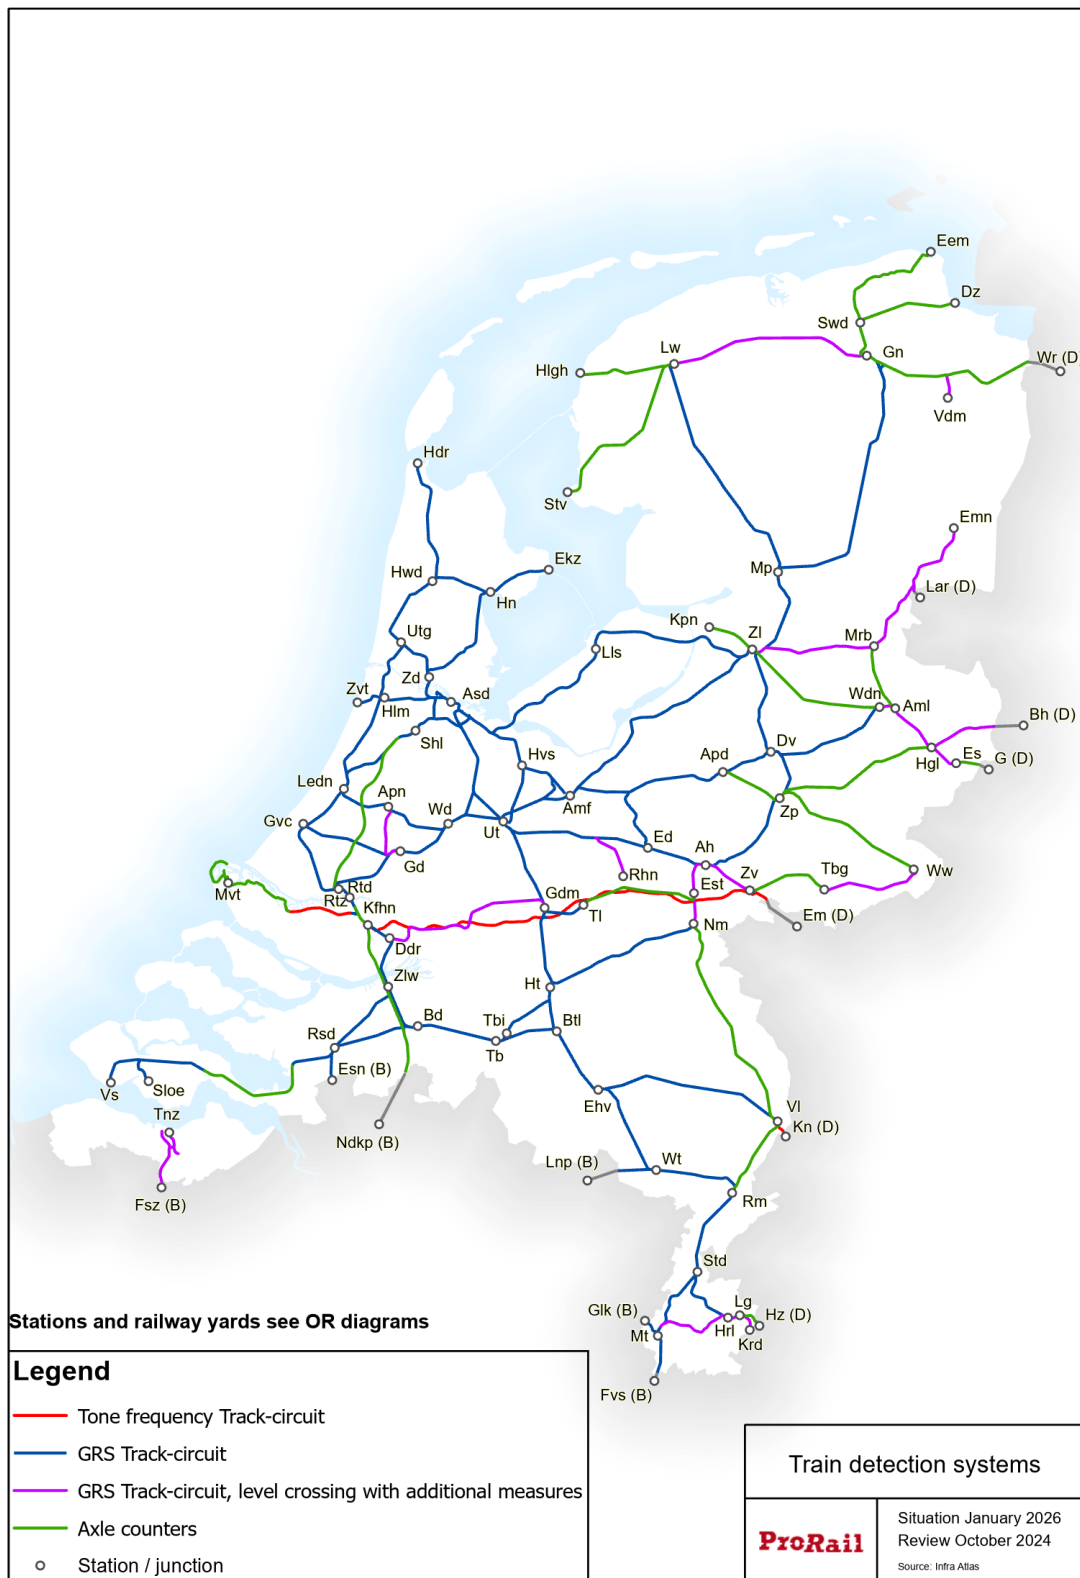 Eem
Dz
Swd
Gn
Wr (D)
Lw
Hlgh
Vdm
Hdr
Stv
Emn
Ekz
Mp
Hwd
Lar (D)
Hn
Kpn
Utg
Zl
Mrb
Lls
Zd
Zvt
Asd
Wdn
Aml
Hlm
Bh (D)
Shl
Dv
Hvs
Apd
Hgl
Es
G (D)
Ledn
Apn
Amf
Zp
Gvc
Wd
Ut
Ed
Ah
Gd
Rhn
Zv
Tbg
Ww
Mvt
Rtd
Rtz
Est
Gdm
Kfhn
Tl
Em (D)
Nm
Ddr
Zlw
Ht
Bd
Tbi
Btl
Rsd
Tb
Esn (B)
Vs
Sloe
Ehv
Tnz
Vl
Kn (D)
Ndkp (B)
Lnp (B)
Wt
Fsz (B)
Rm
Std
Glk (B)
Lg
Hz (D)
Mt
Hrl
Krd
Fvs (B)
Stations and railway yards see OR diagrams
Legend
Tone frequency Track-circuit
GRS Track-circuit
GRS Track-circuit, level crossing with additional measures
Axle counters
Station / junction
Train detection systems
ProRail
Situation January 2026
Review October 2024
Source: Infra Atlas